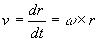 v = dr/dt = ω × r